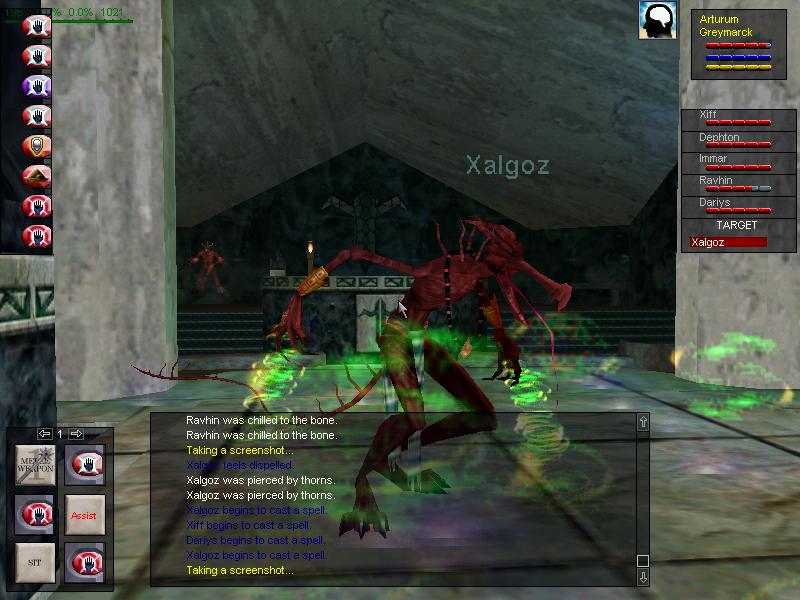 0.0% 1021
Arturum
Greymarck
Xiff
Dephton
Immar
Ravhin
Dariys
TARGET
Xalgoz
Xalgoz
1
MELEE
WEAPON
Assist
SIT
Ravhin was chilled to the bone.
Ravhin was chilled to the bone.
Taking a screenshot...
Xalgoz feels dispelled.
Xalgoz was pierced by thorns.
Xalgoz was pierced by thorns.
Xalgoz begins to cast a spell.
Xiff begins to cast a spell.
Dariys begins to cast a spell.
Xalgoz begins to cast a spell.
Taking a screenshot...